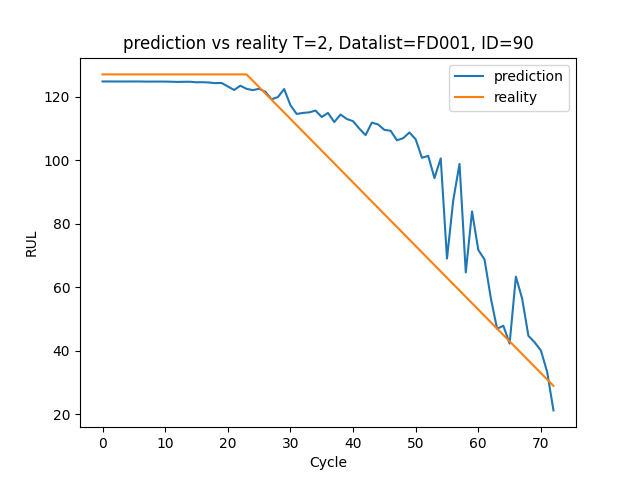 prediction vs reality T=2, Datalist=FD001, ID=90
prediction
reality
RUL
120
100
80
60
40
20
0 10 20 30 40 50 60 70
Cycle